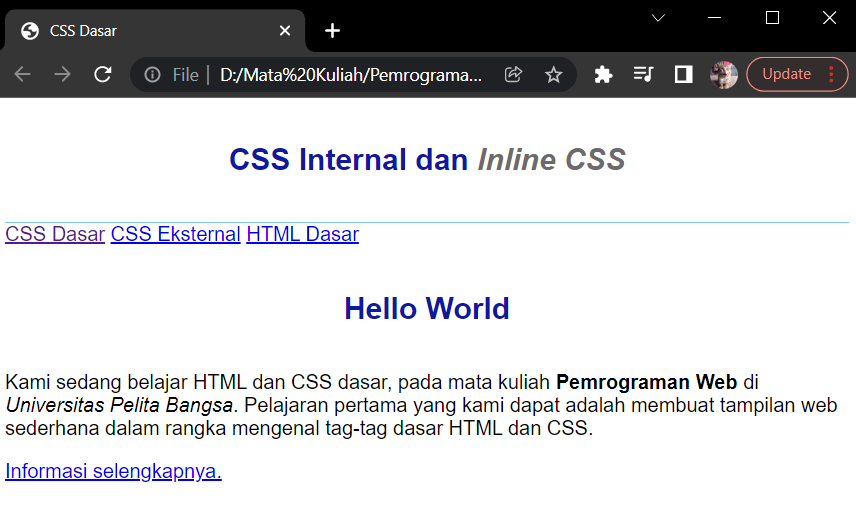 CSS Dasar
File | D:/Mata%20Kuliah/Pemrograma... Update
CSS Internal dan Inline CSS
CSS Dasar CSS Eksternal HTML Dasar
Hello World
Kami sedang belajar HTML dan CSS dasar, pada mata kuliah Pemrograman Web di
Universitas Pelita Bangsa. Pelajaran pertama yang kami dapat adalah membuat tampilan web
sederhana dalam rangka mengenal tag-tag dasar HTML dan CSS.
Informasi selengkapnya.